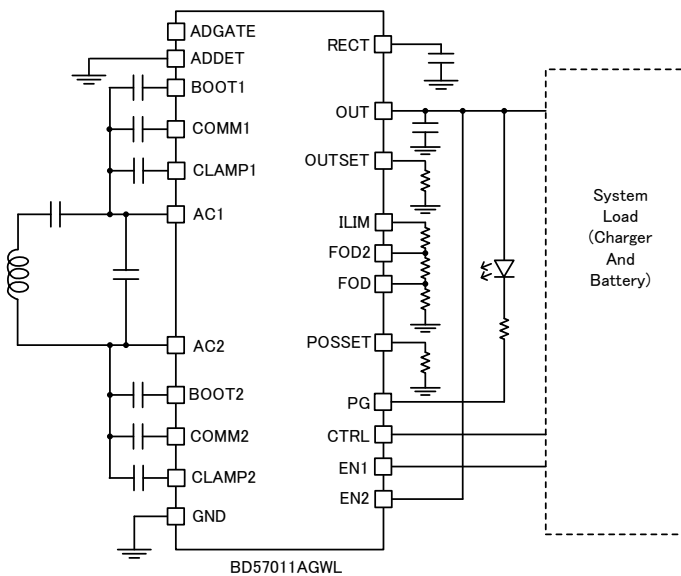 ADGATE
ADDET
BOOT1
COMM1
CLAMP1
AC1
AC2
BOOT2
COMM2
CLAMP2
GND
RECT
OUT
OUTSET
ILIM
FOD2
FOD
POSSET
PG
CTRL
EN1
EN2
System
Load
(Charger
And
Battery)
BD57011AGWL